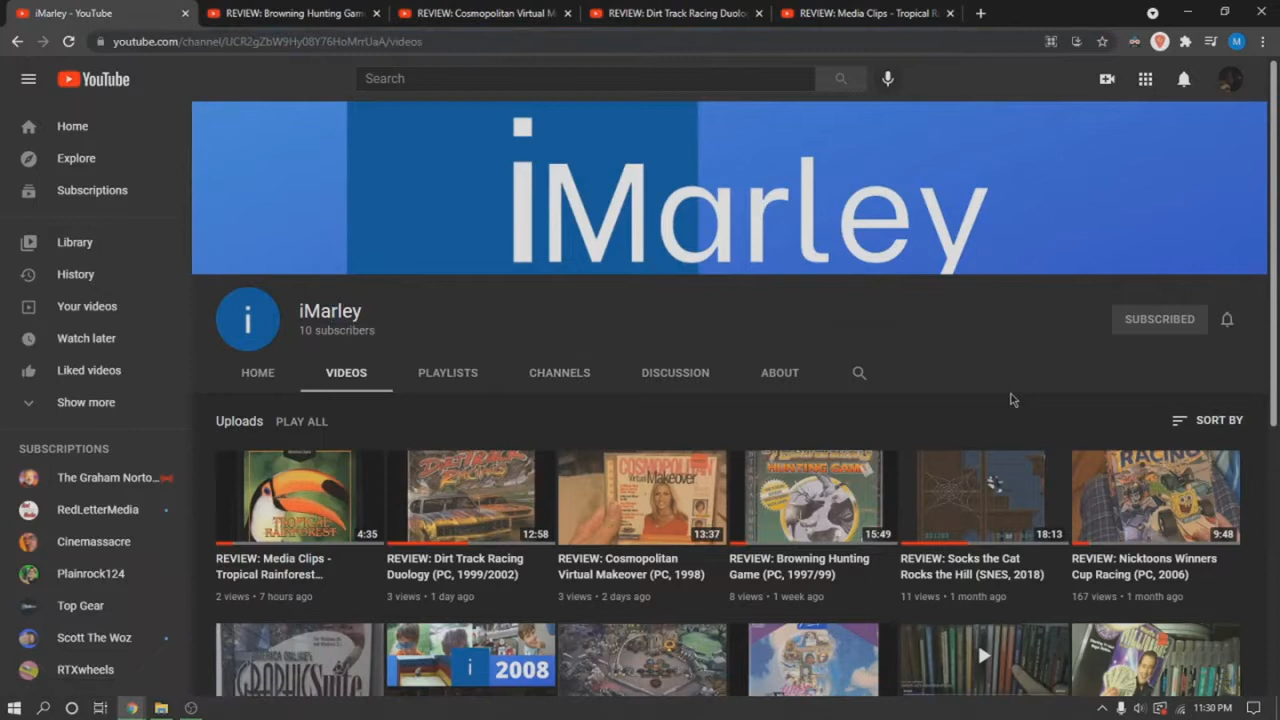 iMarley - YouTube
REVIEW: Browning Hunting Gam
REVIEW: Cosmopolitan Virtual M
REVIEW: Dirt Track Racing Duolo
REVIEW: Media Clips - Tropical R
youtube.com/channel/UCR2gZbW9Hy08Y76HoMrrUaA/videos
M
YouTube
Search
Home
Explore
Subscriptions
Library
History
Your videos
Watch later
Liked videos
Show more
SUBSCRIPTIONS
The Graham Norto...
RedLetterMedia
Cinemassacre
Plainrock124
Top Gear
Scott The Woz
RTXwheels
iMarley
i
iMarley
10 subscribers
SUBSCRIBED
HOME
VIDEOS
PLAYLISTS
CHANNELS
DISCUSSION
ABOUT
Uploads
PLAY ALL
SORT BY
TROPICAL
RAINFOREST
4:35
REVIEW: Media Clips -
Tropical Rainforest...
2 views • 7 hours ago
12:58
REVIEW: Dirt Track Racing
Duology (PC, 1999/2002)
3 views • 1 day ago
COSMOPOLITAN
Virtual Makeover
13:37
REVIEW: Cosmopolitan
Virtual Makeover (PC, 1998)
3 views • 2 days ago
HUNTING GAME
15:49
REVIEW: Browning Hunting
Game (PC, 1997/99)
8 views • 1 week ago
18:13
REVIEW: Socks the Cat
Rocks the Hill (SNES, 2018)
11 views • 1 month ago
RACING
9:48
REVIEW: Nicktoons Winners
Cup Racing (PC, 2006)
167 views • 1 month ago
i
2008
11:30 PM